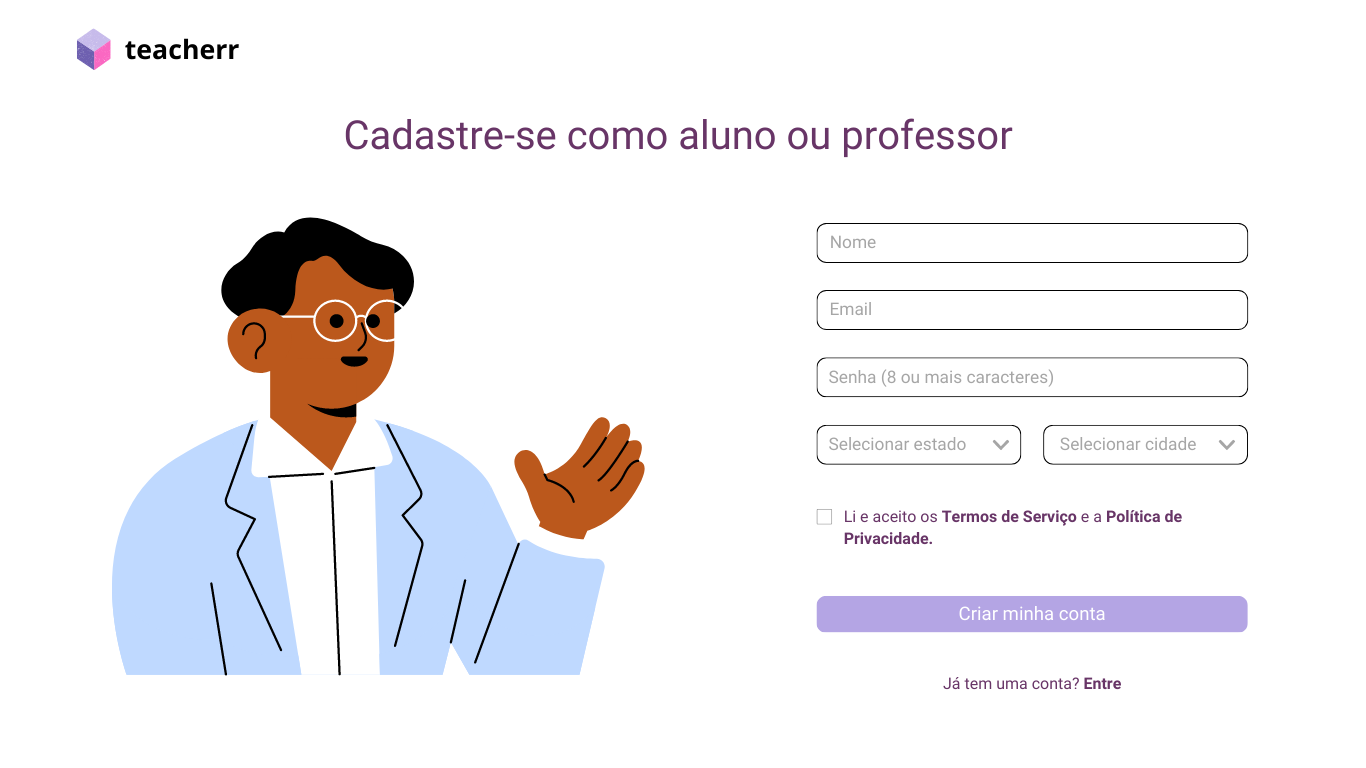 teacherr
Cadastre-se como aluno ou professor
Nome
Email
Senha (8 ou mais caracteres)
Selecionar estado
Selecionar cidade
Li e aceito os Termos de Serviço e a Política de
Privacidade.
Criar minha conta
Já tem uma conta? Entre